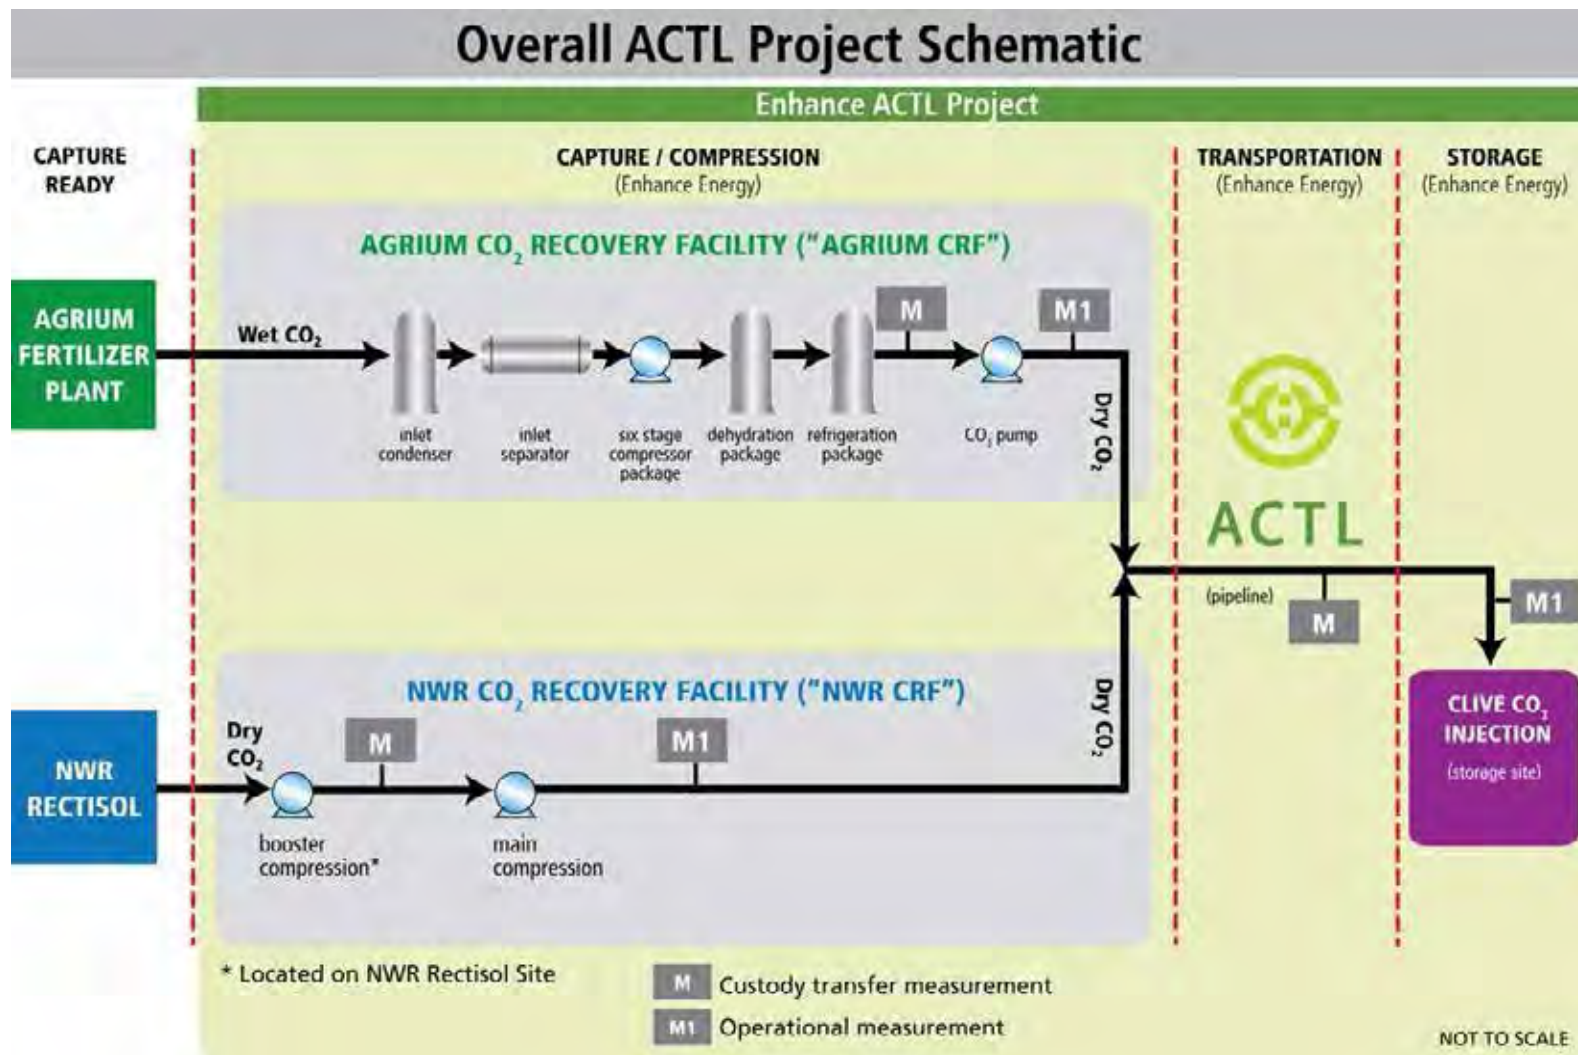 Overall ACTL Project Schematic
Enhance ACTL Project
CAPTURE
READY
CAPTURE / COMPRESSION
(Enhance Energy)
TRANSPORTATION
(Enhance Energy)
STORAGE
(Enhance Energy)
AGRIUM CO₂ RECOVERY FACILITY ("AGRIUM CRF")
AGRIUM
FERTILIZER
PLANT
Wet CO₂
M
M1
inlet
condenser
inlet
separator
six stage
compressor
package
dehydration
package
refrigeration
package
CO₂ pump
Dry CO₂
ACTL
(pipeline)
M
M1
NWR CO₂ RECOVERY FACILITY ("NWR CRF")
NWR
RECTISOL
Dry
CO₂
M
M1
booster
compression*
main
compression
Dry CO₂
CLIVE CO₂
INJECTION
(storage site)
* Located on NWR Rectisol Site
M Custody transfer measurement
M1 Operational measurement
NOT TO SCALE